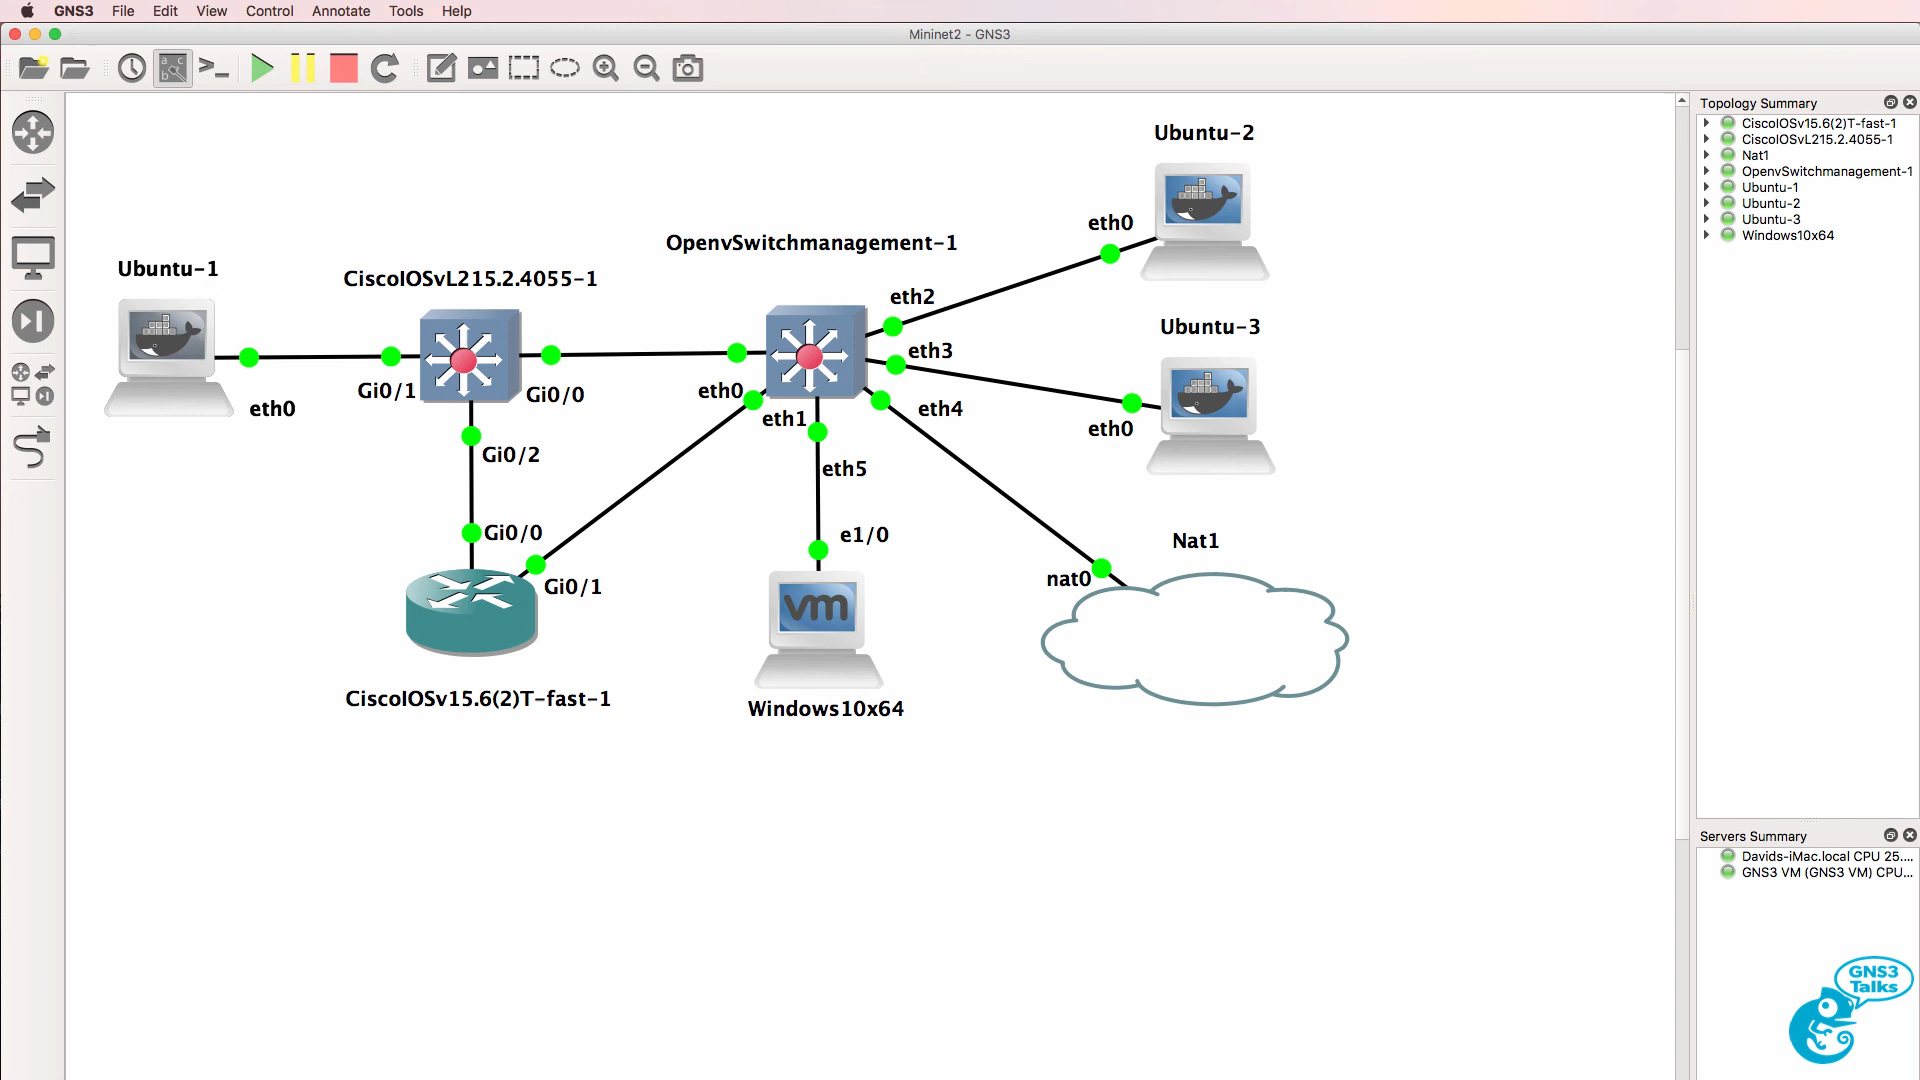 GNS3 File Edit View Control Annotate Tools Help
Mininet2 - GNS3
Topology Summary
CiscoIOSv15.6(2)T-fast-1
CiscoIOSvL215.2.4055-1
Nat1
OpenvSwitchmanagement-1
Ubuntu-1
Ubuntu-2
Ubuntu-3
Windows10x64
Ubuntu-2
eth0
OpenvSwitchmanagement-1
Ubuntu-1
CiscoIOSvL215.2.4055-1
eth2
Ubuntu-3
eth3
Gi0/1
Gi0/0
eth0
eth0
eth1
eth4
eth0
Gi0/2
eth5
Gi0/0
e1/0
Nat1
Gi0/1
nat0
vm
CiscoIOSv15.6(2)T-fast-1
Windows10x64
Servers Summary
Davids-iMac.local CPU 25....
GNS3 VM (GNS3 VM) CPU...
GNS3
Talks